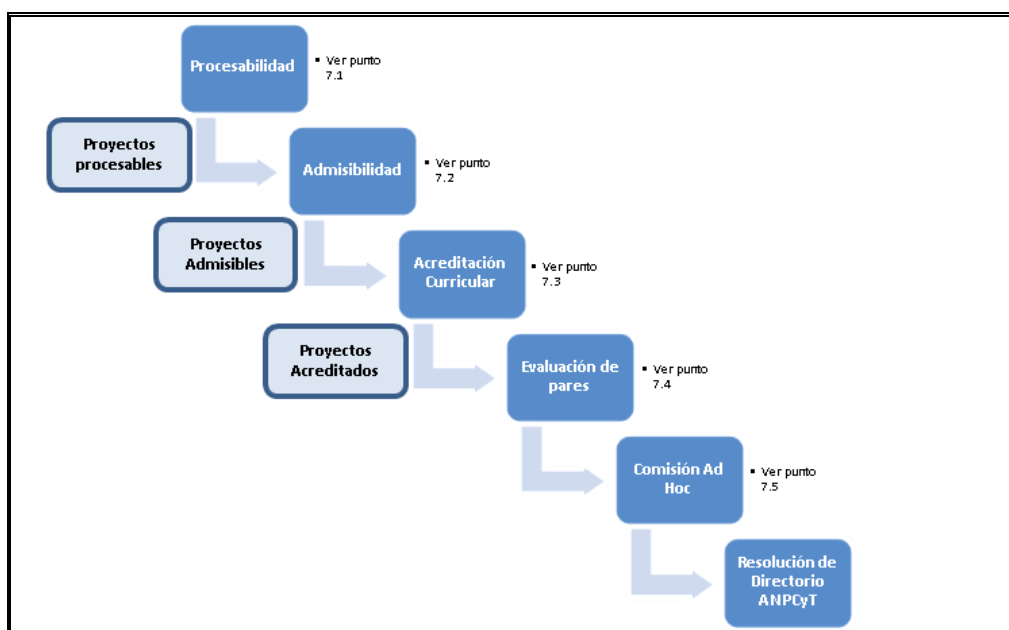 Procesabilidad
▪ Ver punto
7.1
Proyectos
procesables
Admisibilidad
▪ Ver punto
7.2
Proyectos
Admisibles
Acreditación
Curricular
▪ Ver punto
7.3
Proyectos
Acreditados
Evaluación de
pares
▪ Ver punto
7.4
Comisión Ad
Hoc
▪ Ver punto
7.5
Resolución de
Directorio
ANPCyT